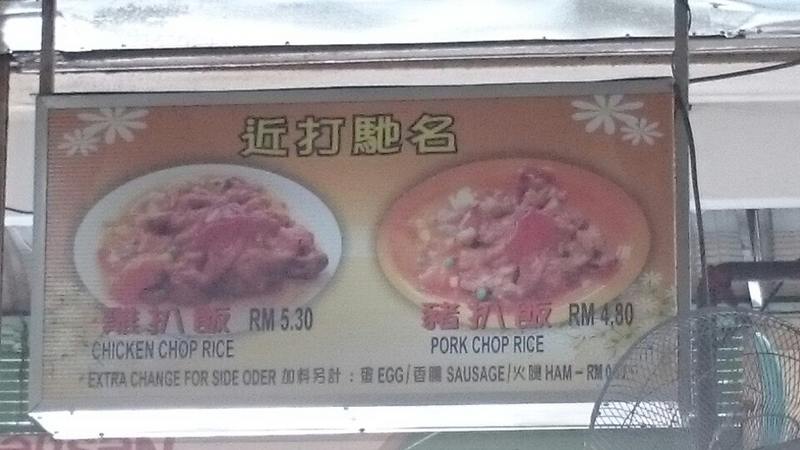 近打馳名
雞扒飯 RM 5.30
CHICKEN CHOP RICE
豬扒飯 RM 4.80
PORK CHOP RICE
EXTRA CHANGE FOR SIDE ODER 加料另計 : 蛋 EGG/香腸 SAUSAGE/火腿 HAM – RM